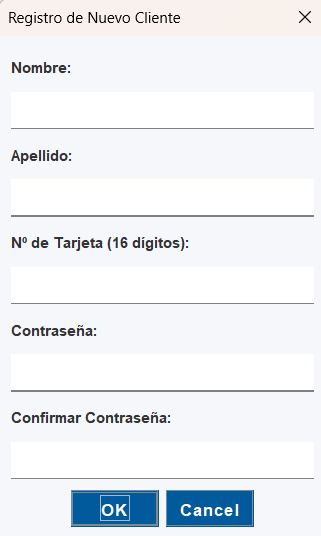 Registro de Nuevo Cliente
Nombre:
Apellido:
Nº de Tarjeta (16 dígitos):
Contraseña:
Confirmar Contraseña:
OK Cancel